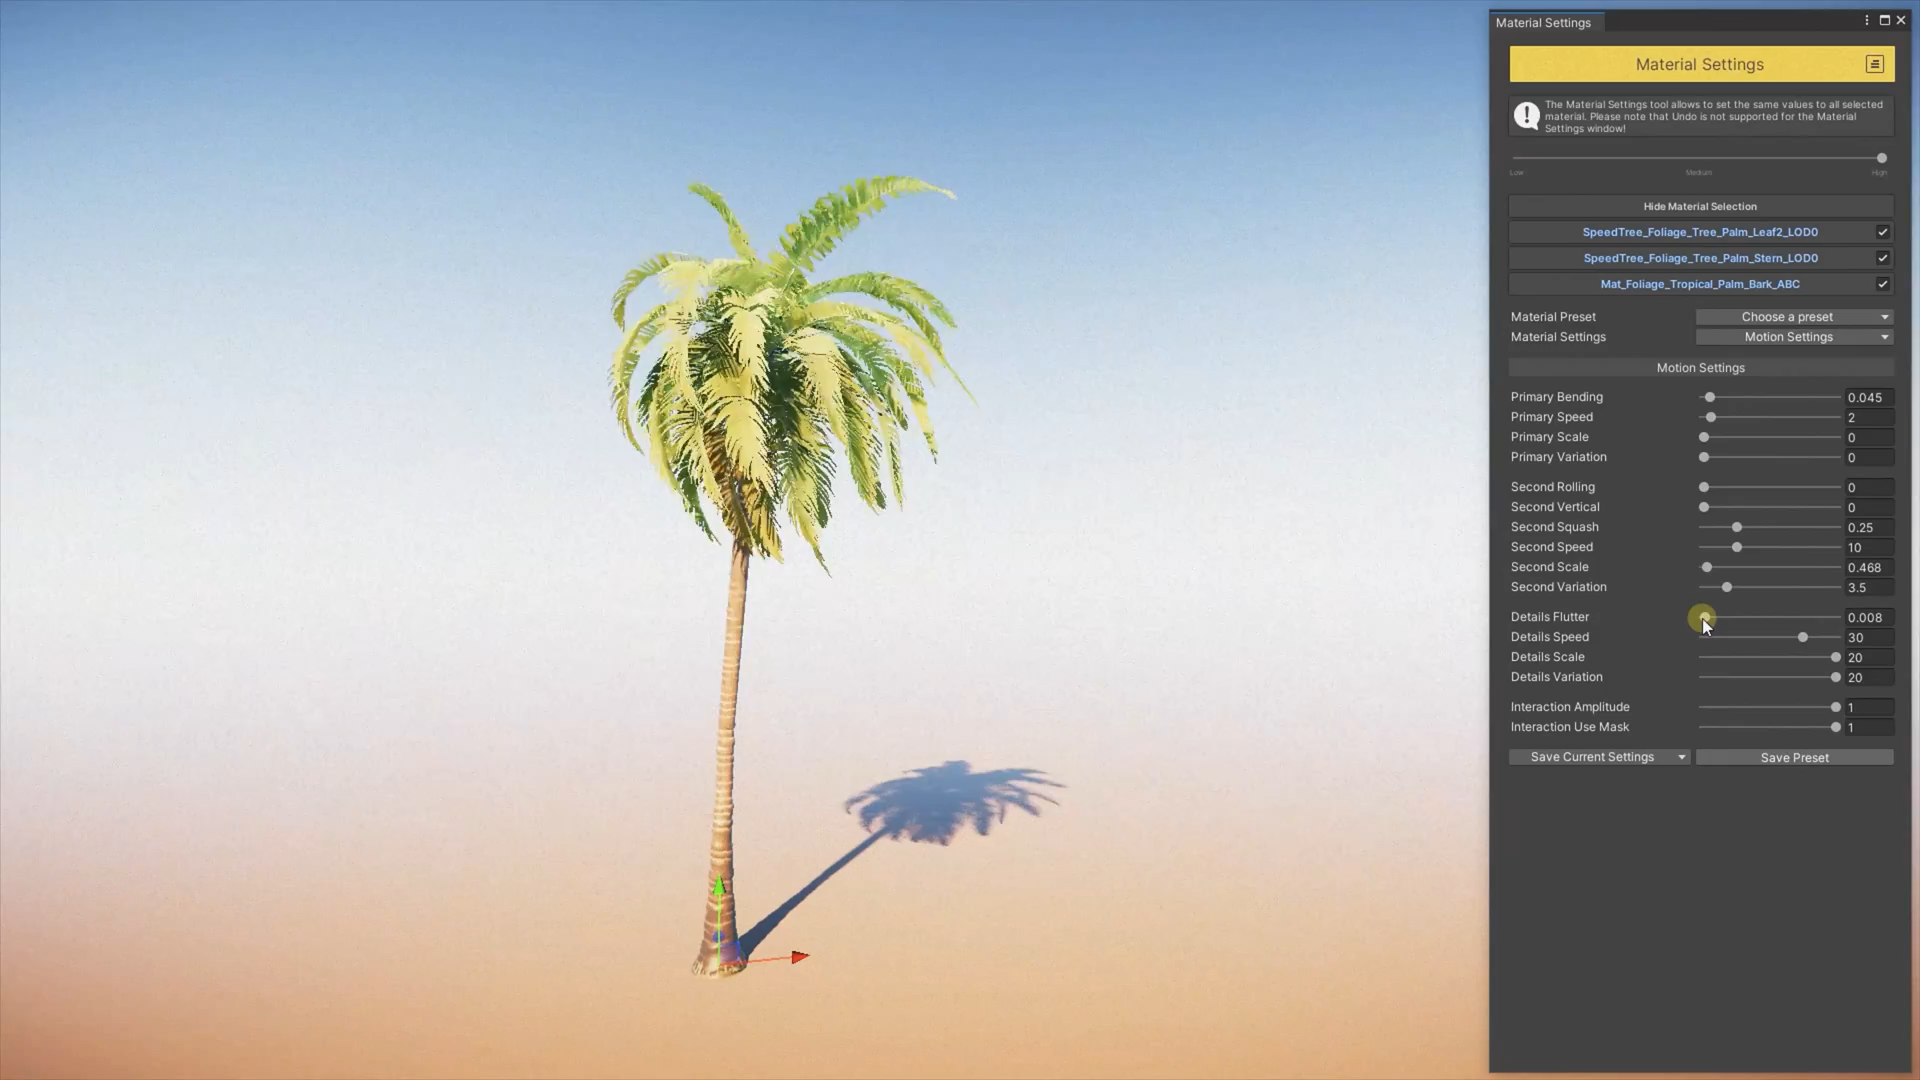 Material Settings
Material Settings
The Material Settings tool allows to set the same values to all selected
material. Please note that Undo is not supported for the Material
Settings window!
Low Medium High
Hide Material Selection
SpeedTree_Foliage_Tree_Palm_Leaf2_LOD0
SpeedTree_Foliage_Tree_Palm_Stern_LOD0
Mat_Foliage_Tropical_Palm_Bark_ABC
Material Preset Choose a preset
Material Settings Motion Settings
Motion Settings
Primary Bending 0.045
Primary Speed 2
Primary Scale 0
Primary Variation 0
Second Rolling 0
Second Vertical 0
Second Squash 0.25
Second Speed 10
Second Scale 0.468
Second Variation 3.5
Details Flutter 0.008
Details Speed 30
Details Scale 20
Details Variation 20
Interaction Amplitude 1
Interaction Use Mask 1
Save Current Settings Save Preset